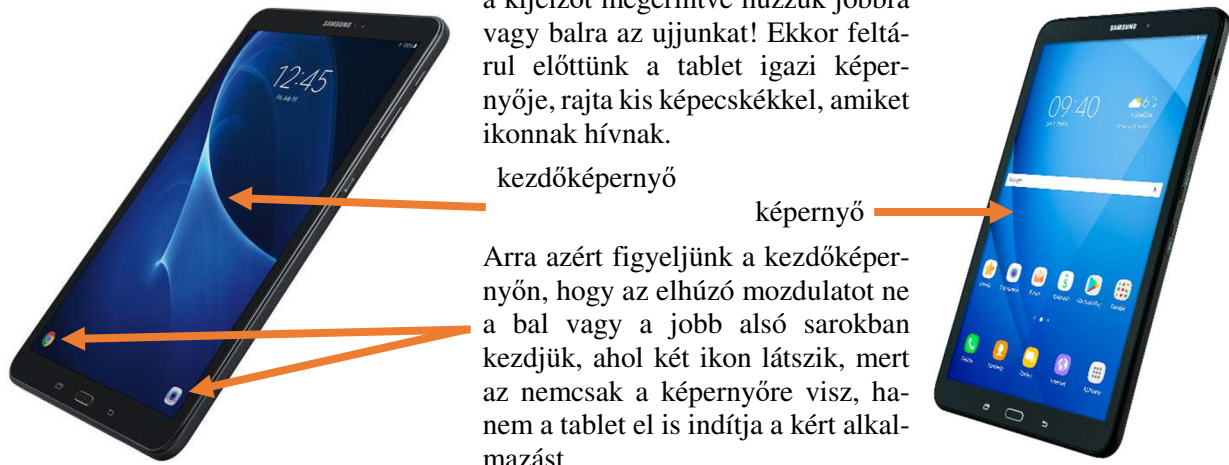 a kijelzőt megérintve húzzuk jobbra
vagy balra az ujjunkat! Ekkor feltá-
rul előttünk a tablet igazi képer-
nyője, rajta kis képecskékkel, amiket
ikonnak hívnak.
kezdőképernyő
képernyő
Arra azért figyeljünk a kezdőképer-
nyőn, hogy az elhúzó mozdulatot ne
a bal vagy a jobb alsó sarokban
kezdjük, ahol két ikon látszik, mert
az nemcsak a képernyőre visz, ha-
nem a tablet el is indítja a kért alkal-
mazást
SAMSUNG
12:45
Fri, July 15
SAMSUNG
09:40